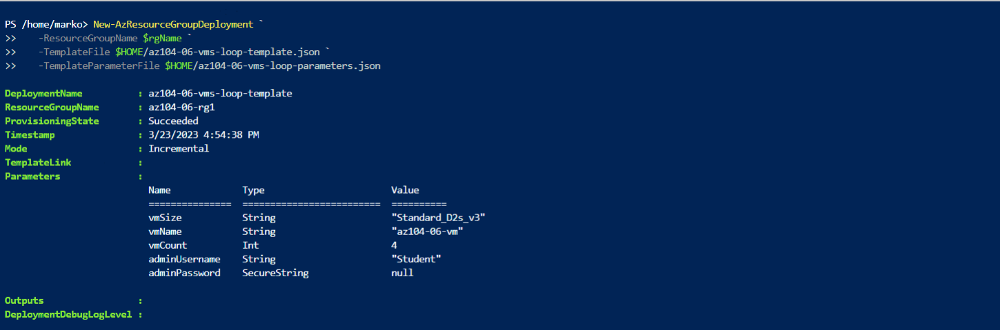 PS /home/marko> New-AzResourceGroupDeployment `
>>    -ResourceGroupName $rgName `
>>    -TemplateFile $HOME/az104-06-vms-loop-template.json `
>>    -TemplateParameterFile $HOME/az104-06-vms-loop-parameters.json
DeploymentName          : az104-06-vms-loop-template
ResourceGroupName       : az104-06-rg1
ProvisioningState       : Succeeded
Timestamp               : 3/23/2023 4:54:38 PM
Mode                    : Incremental
TemplateLink            :
Parameters              :
                          Name             Type                       Value
                          ===============  =========================  ==========
                          vmSize           String                     "Standard_D2s_v3"
                          vmName           String                     "az104-06-vm"
                          vmCount          Int                        4
                          adminUsername    String                     "Student"
                          adminPassword    SecureString               null
Outputs                 :
DeploymentDebugLogLevel :